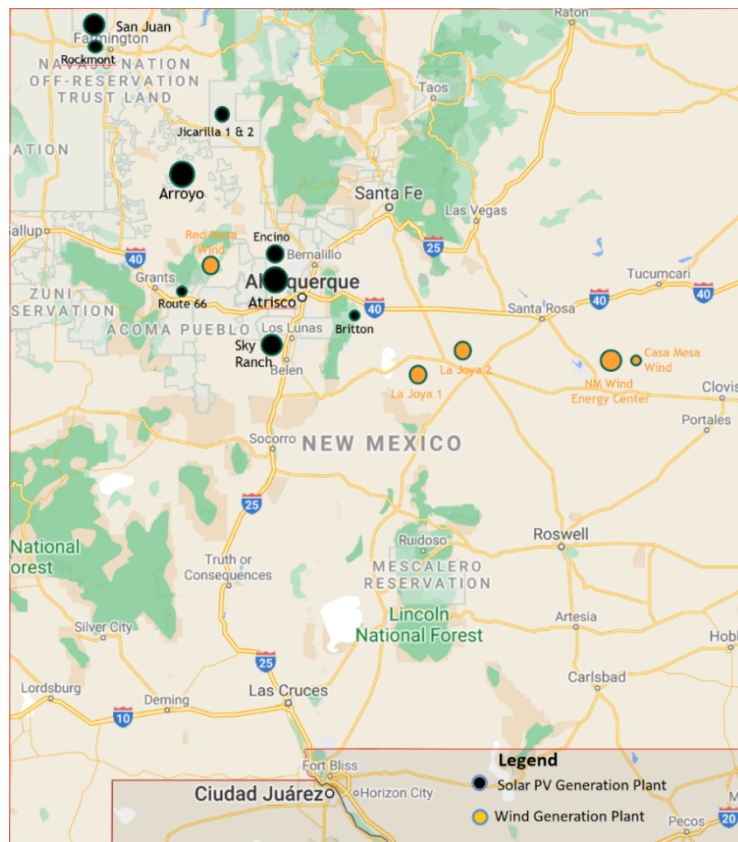 Raton
San Juan
Farmington
Rockmont
NAVAJO NATION
OFF-RESERVATION
TRUST LAND
Taos
Jicarilla 1 & 2
ATION
Arroyo
Santa Fe
Las Vegas
Gallup
Red Mesa
Wind
Encino
Bernalillo
25
40
Grants
Albuquerque
Tucumcari
ZUNI
SERVATION
Route 66
Atrisco
Santa Rosa
40
40
40
ACOMA PUEBLO
Los Lunas
Britton
Sky
Ranch
Belen
La Joya 2
La Joya 1
Casa Mesa
Wind
NM Wind
Energy Center
Clovis
Portales
Socorro
NEW MEXICO
25
Roswell
National
orest
Ruidoso
Truth or
Consequences
MESCALERO
RESERVATION
Lincoln
National Forest
Artesia
Silver City
Hobb
25
Carlsbad
Lordsburg
Las Cruces
Deming
10
Legend
Fort Bliss
Solar PV Generation Plant
Ciudad Juárez
Horizon City
M
Wind Generation Plant
20
Pecos